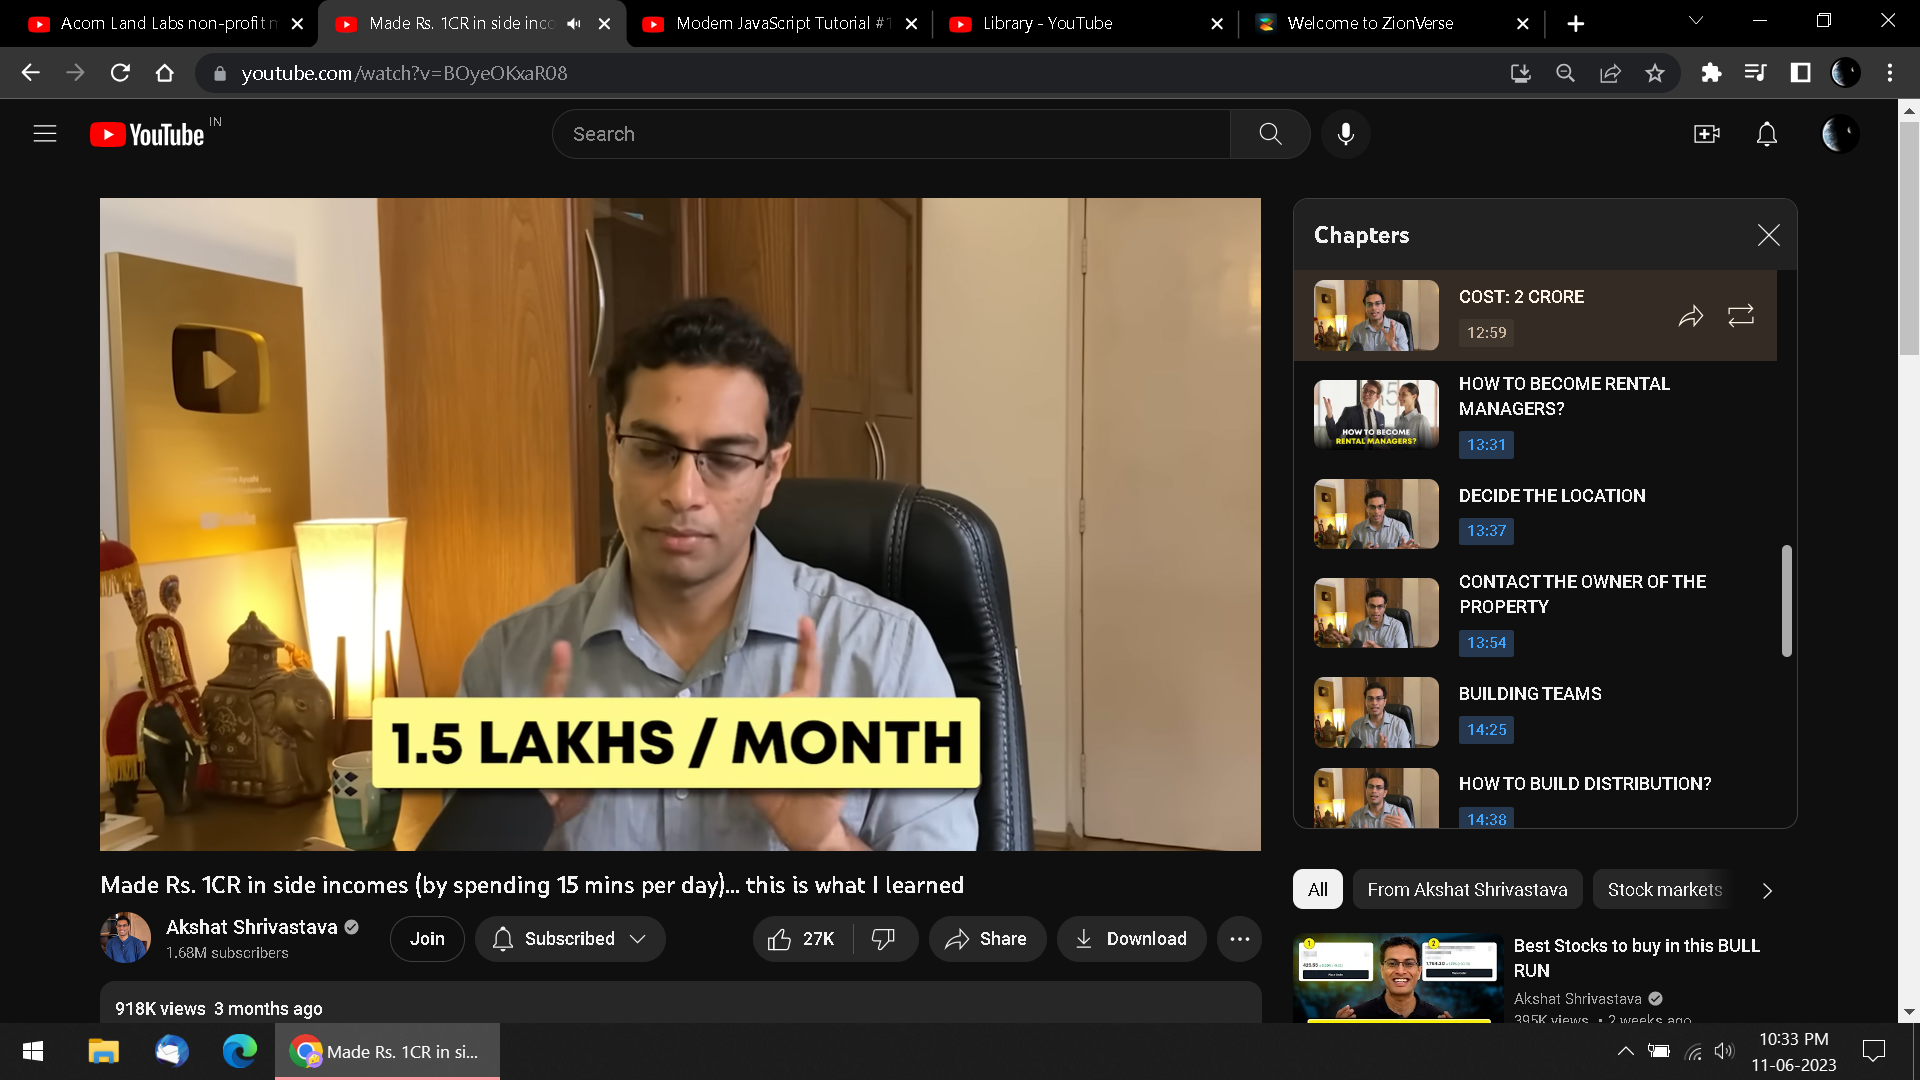 Acorn Land Labs non-profit
Made Rs. 1CR in side inco
Modern JavaScript Tutorial #
Library - YouTube
Welcome to ZionVerse
youtube.com/watch?v=BOyeOKxaR08
YouTube IN
Search
Chapters
COST: 2 CRORE
12:59
HOW TO BECOME RENTAL
MANAGERS?
13:31
HOW TO BECOME
RENTAL MANAGERS?
DECIDE THE LOCATION
13:37
CONTACT THE OWNER OF THE
PROPERTY
13:54
BUILDING TEAMS
14:25
HOW TO BUILD DISTRIBUTION?
14:38
1.5 LAKHS / MONTH
Made Rs. 1CR in side incomes (by spending 15 mins per day)... this is what I learned
Akshat Shrivastava
1.68M subscribers
Join
Subscribed
27K
Share
Download
918K views 3 months ago
All
From Akshat Shrivastava
Stock markets
1
2
Best Stocks to buy in this BULL
RUN
Akshat Shrivastava
395K views • 2 weeks ago
Made Rs. 1CR in si...
10:33 PM
11-06-2023